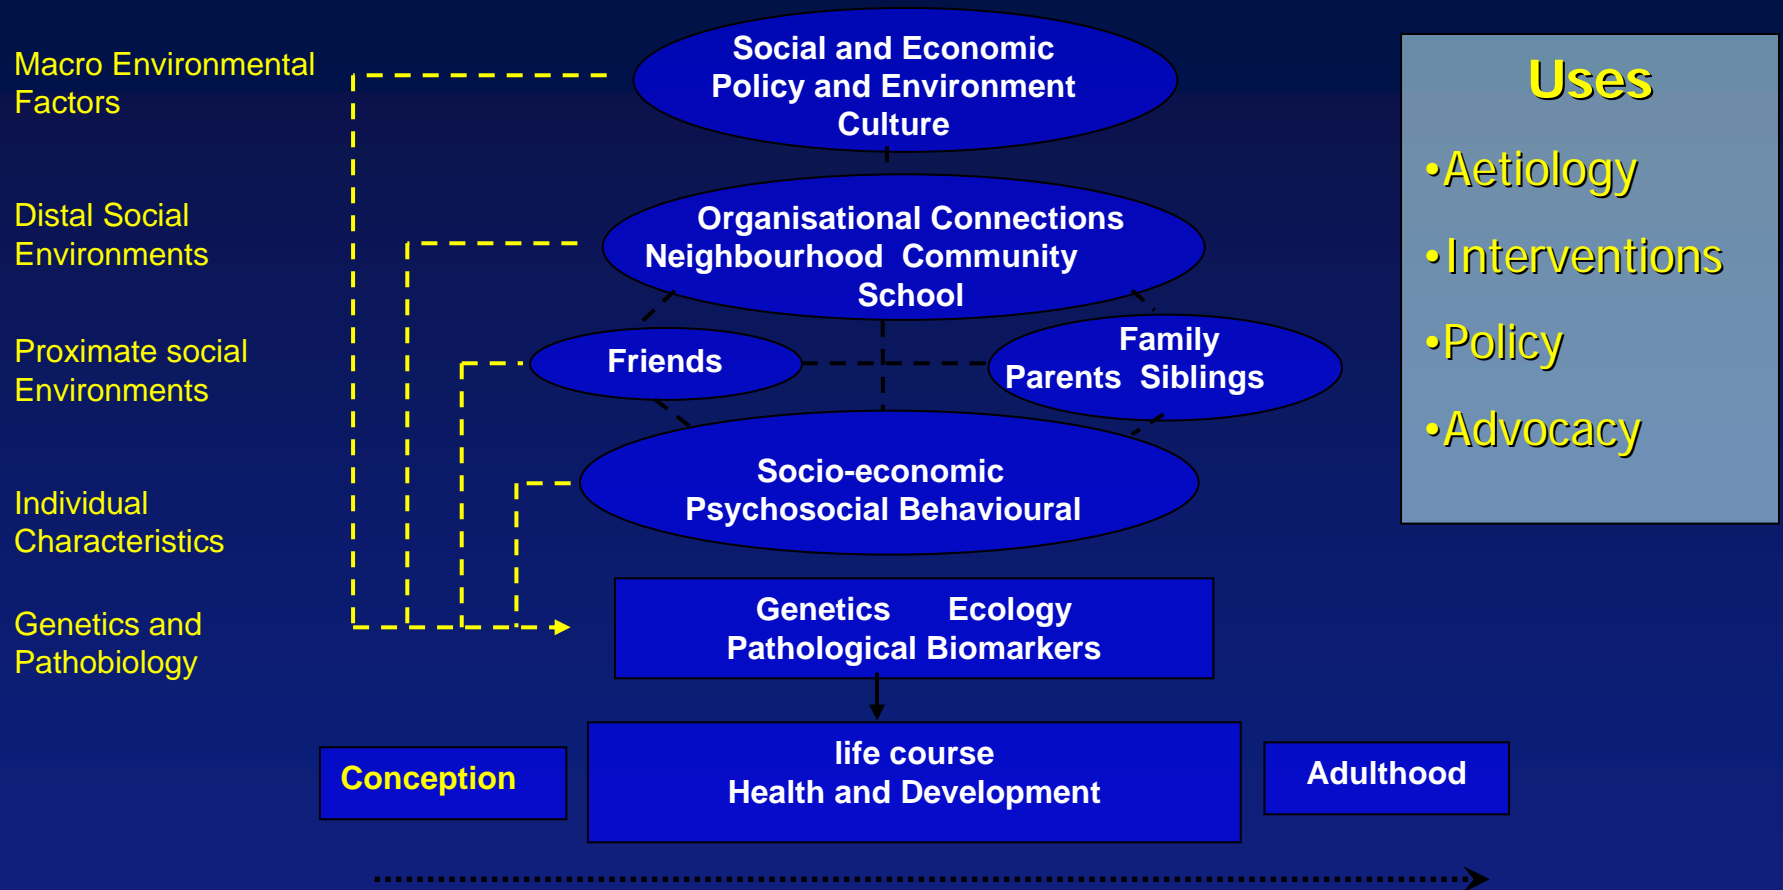 Macro Environmental
Factors
Social and Economic
Policy and Environment
Culture
Distal Social
Environments
Organisational Connections
Neighbourhood Community
School
Proximate social
Environments
Friends
Family
Parents Siblings
Individual
Characteristics
Socio-economic
Psychosocial Behavioural
Genetics and
Pathobiology
Genetics Ecology
Pathological Biomarkers
Conception
life course
Health and Development
Adulthood
Uses
•Aetiology
•Interventions
•Policy
•Advocacy